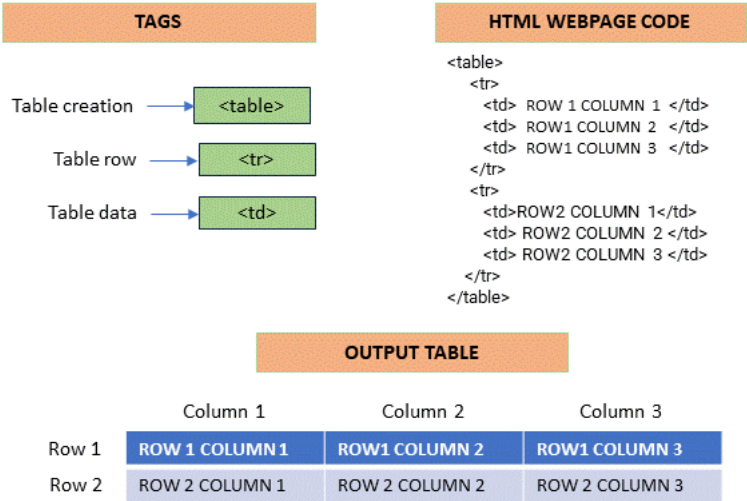 TAGS
HTML WEBPAGE CODE
Table creation
<table>
Table row
<tr>
Table data
<td>
<table>
<tr>
<td> ROW 1 COLUMN 1 </td>
<td> ROW1 COLUMN 2 </td>
<td> ROW1 COLUMN 3 </td>
</tr>
<tr>
<td>ROW2 COLUMN 1</td>
<td> ROW2 COLUMN 2 </td>
<td> ROW2 COLUMN 3 </td>
</tr>
</table>
OUTPUT TABLE
Column 1 Column 2 Column 3
Row 1 ROW 1 COLUMN 1 ROW1 COLUMN 2 ROW1 COLUMN 3
Row 2 ROW 2 COLUMN 1 ROW 2 COLUMN 2 ROW 2 COLUMN 3